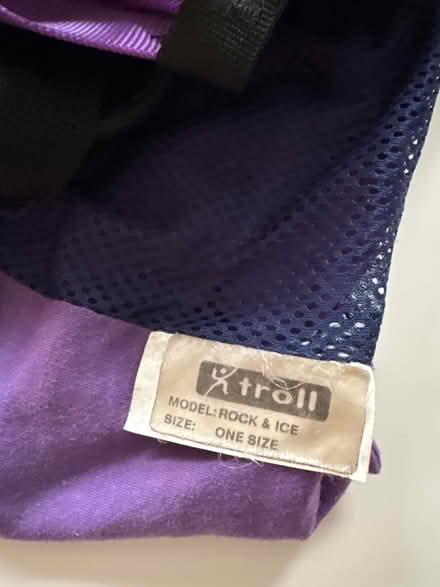 troll
MODEL: ROCK & ICE
SIZE: ONE SIZE